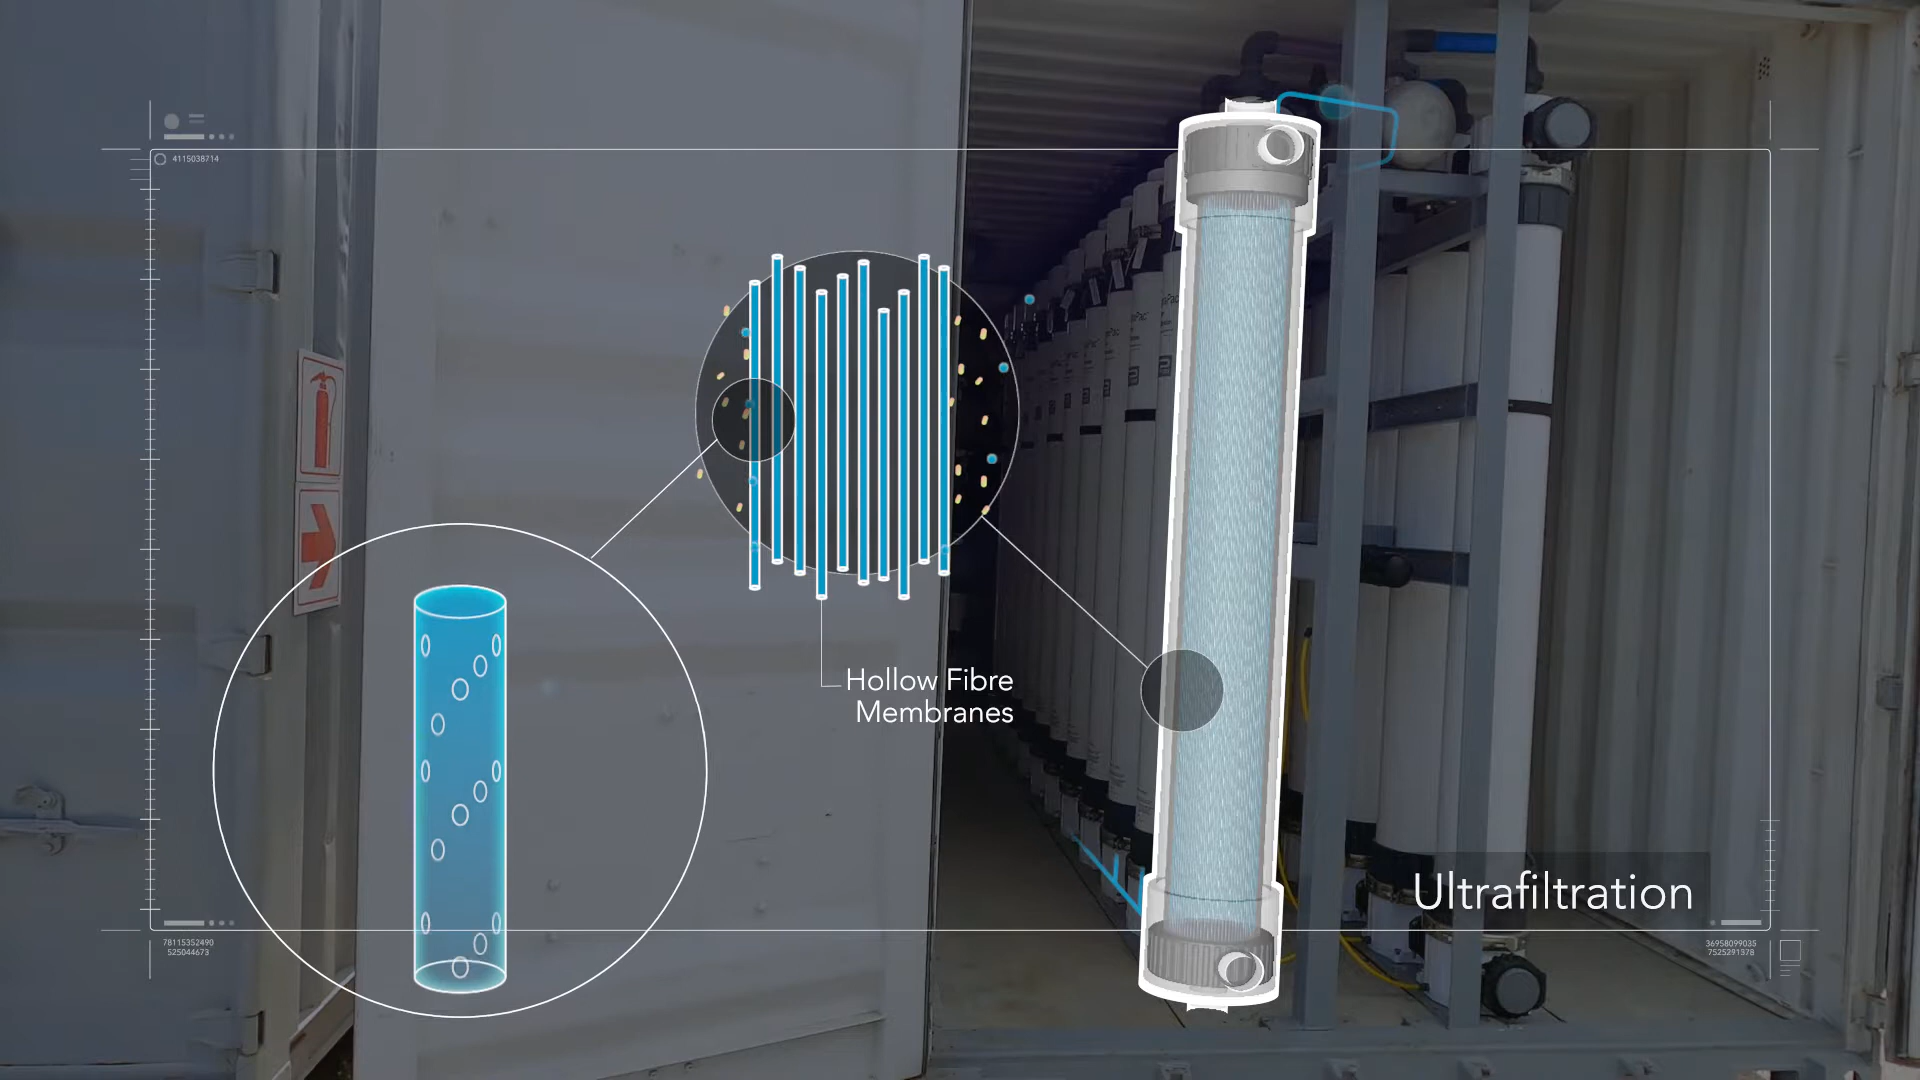 4115038714
Hollow Fibre
Membranes
Ultrafiltration
78115352490
525044673
36958099035
7525291378